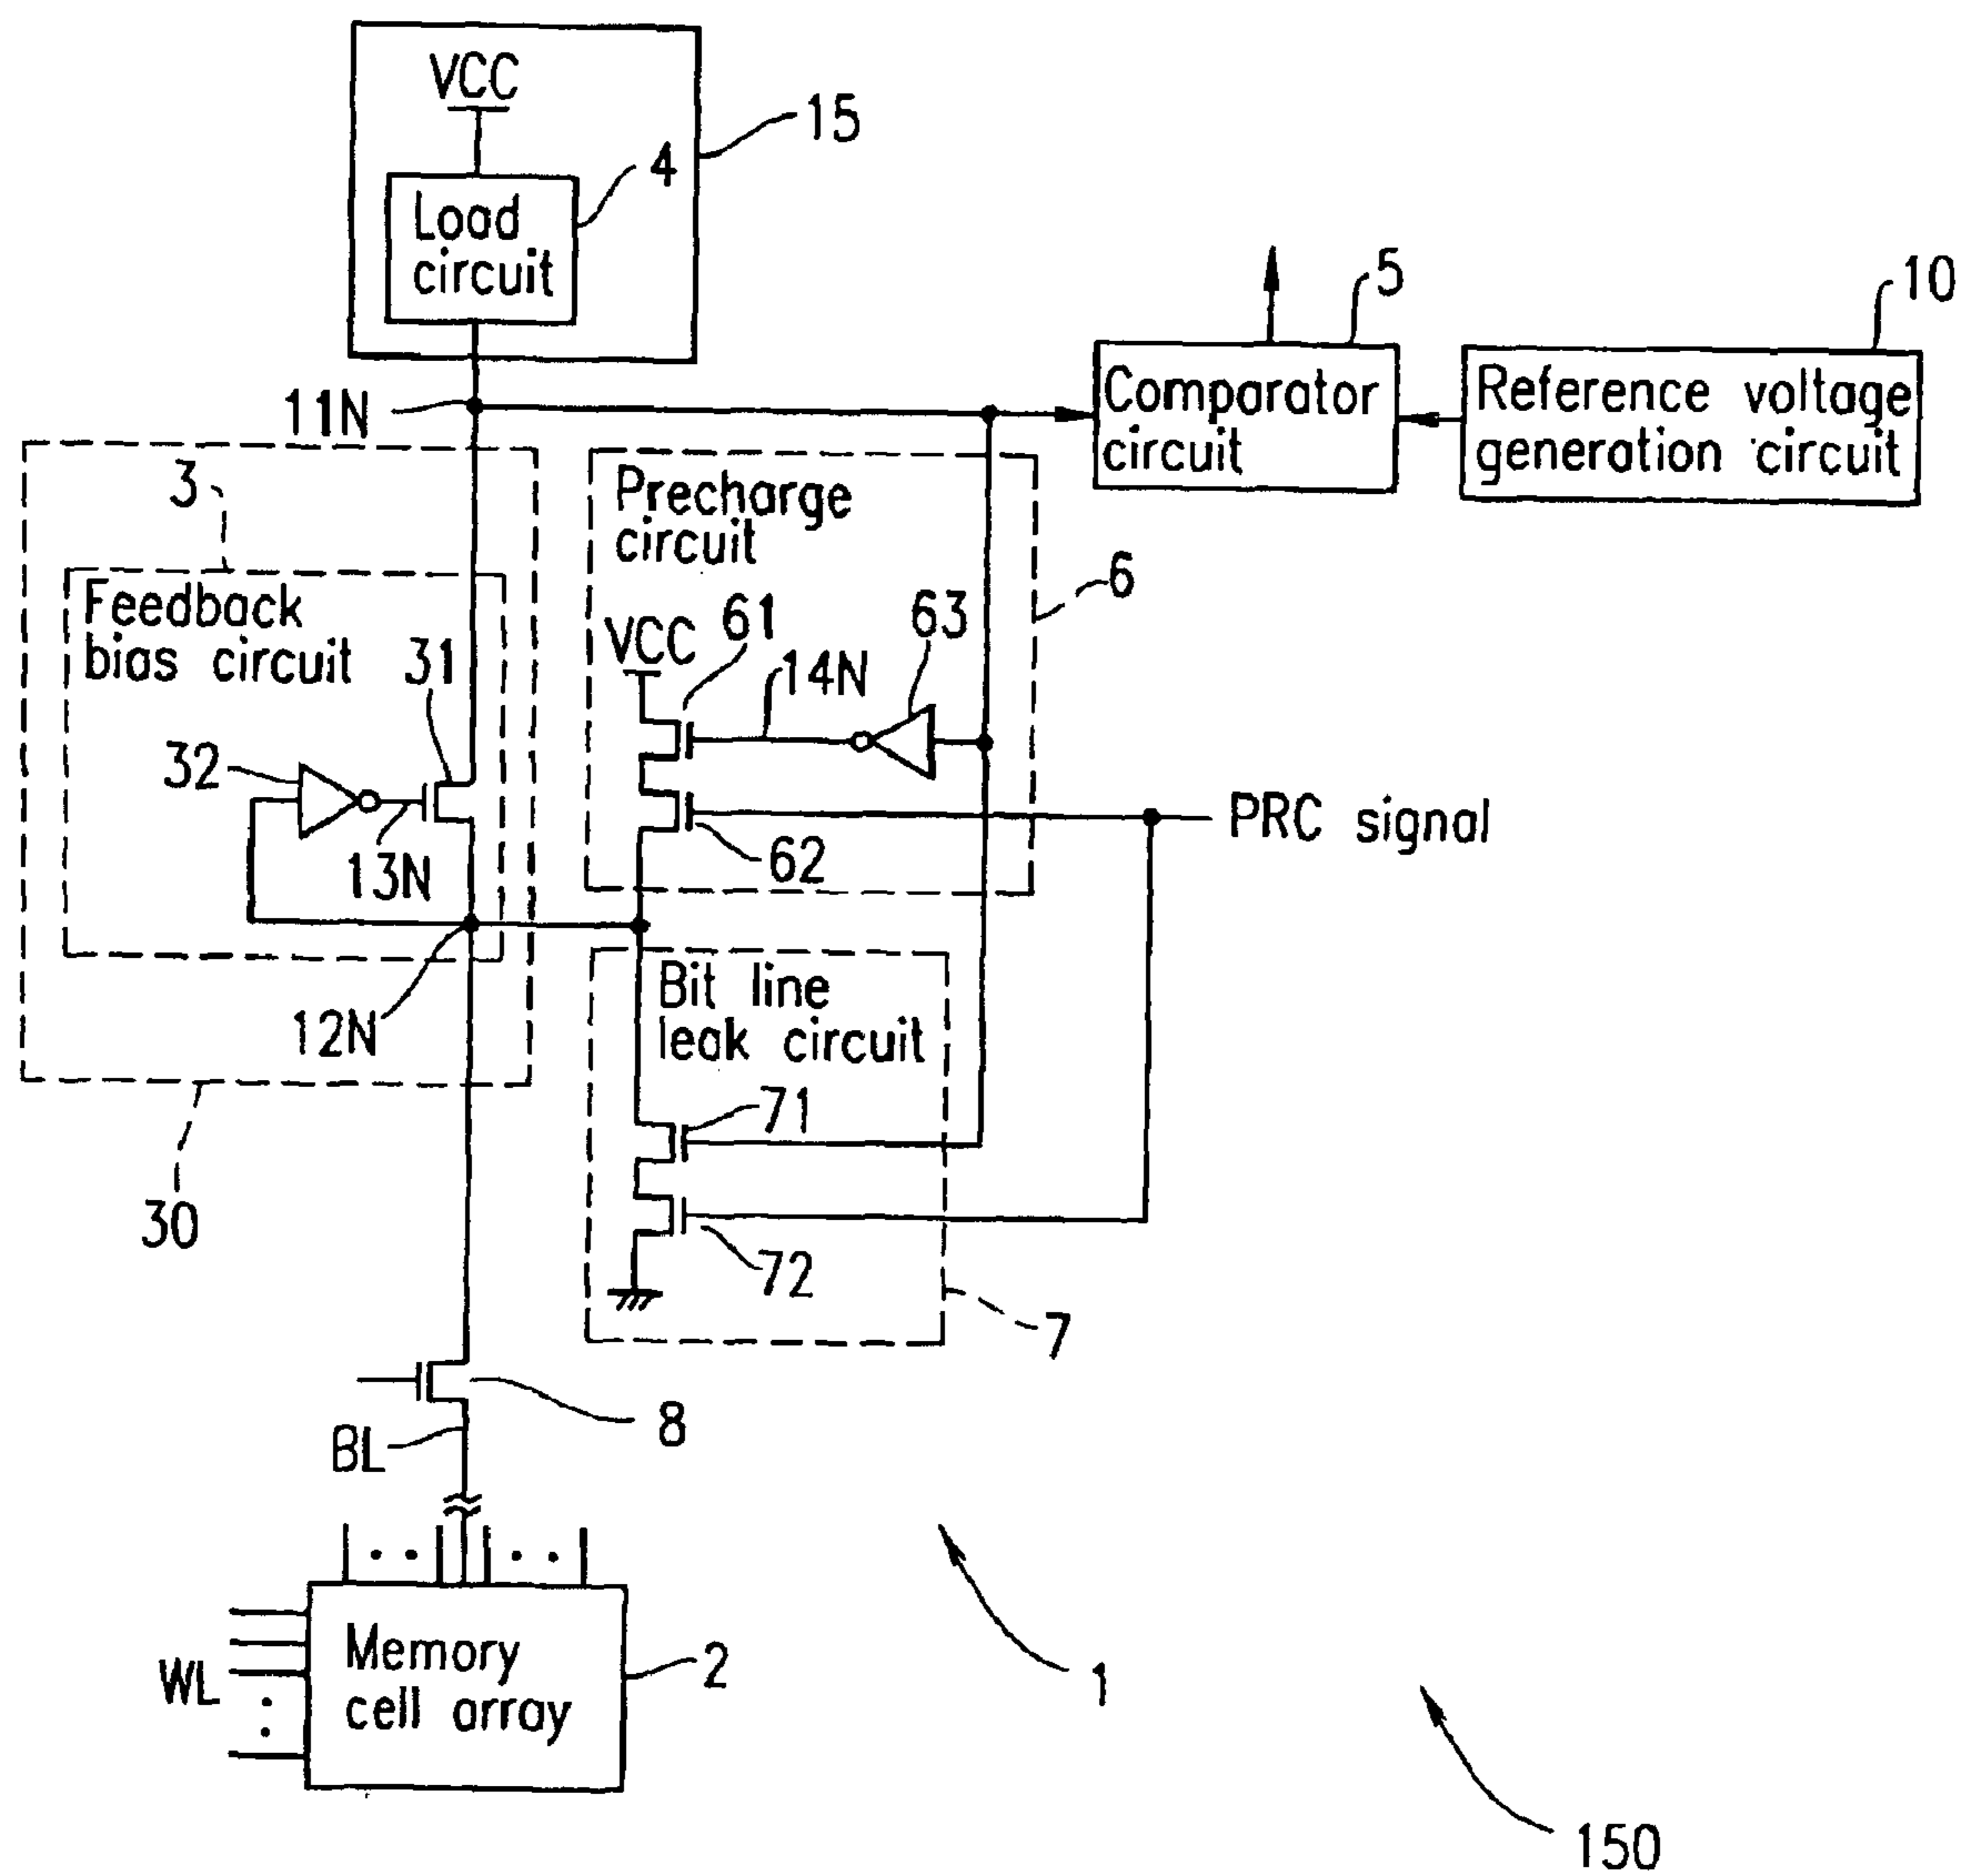 VCC
15
4
Load
circuit
5
10
11N
Comparator
circuit
Reference voltage
generation circuit
3
Precharge
circuit
6
Feedback
bias circuit
31
VCC
61
63
14N
32
13N
62
PRC signal
12N
Bit line
leak circuit
71
30
72
7
8
BL
WL
Memory
cell array
2
1
150